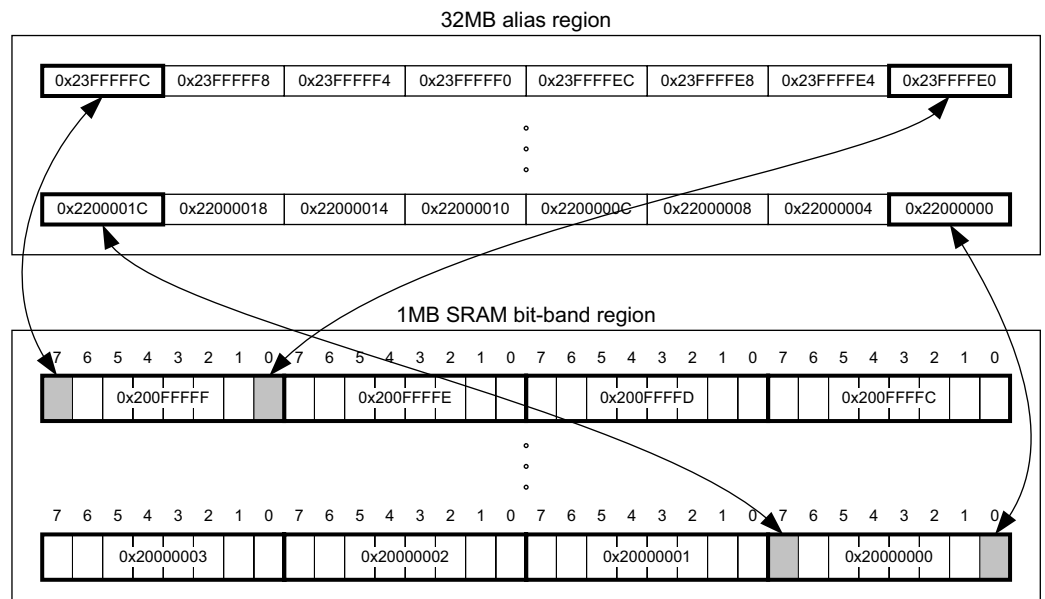 32MB alias region
0x23FFFFFC 0x23FFFFF8 0x23FFFFF4 0x23FFFFF0 0x23FFFFEC 0x23FFFFE8 0x23FFFFE4 0x23FFFFE0
0x2200001C 0x22000018 0x22000014 0x22000010 0x2200000C 0x22000008 0x22000004 0x22000000
1MB SRAM bit-band region
7 6 5 4 3 2 1 0 7 6 5 4 3 2 1 0 7 6 5 4 3 2 1 0 7 6 5 4 3 2 1 0
0x200FFFFF 0x200FFFFE 0x200FFFFD 0x200FFFFC
7 6 5 4 3 2 1 0 7 6 5 4 3 2 1 0 7 6 5 4 3 2 1 0 7 6 5 4 3 2 1 0
0x20000003 0x20000002 0x20000001 0x20000000